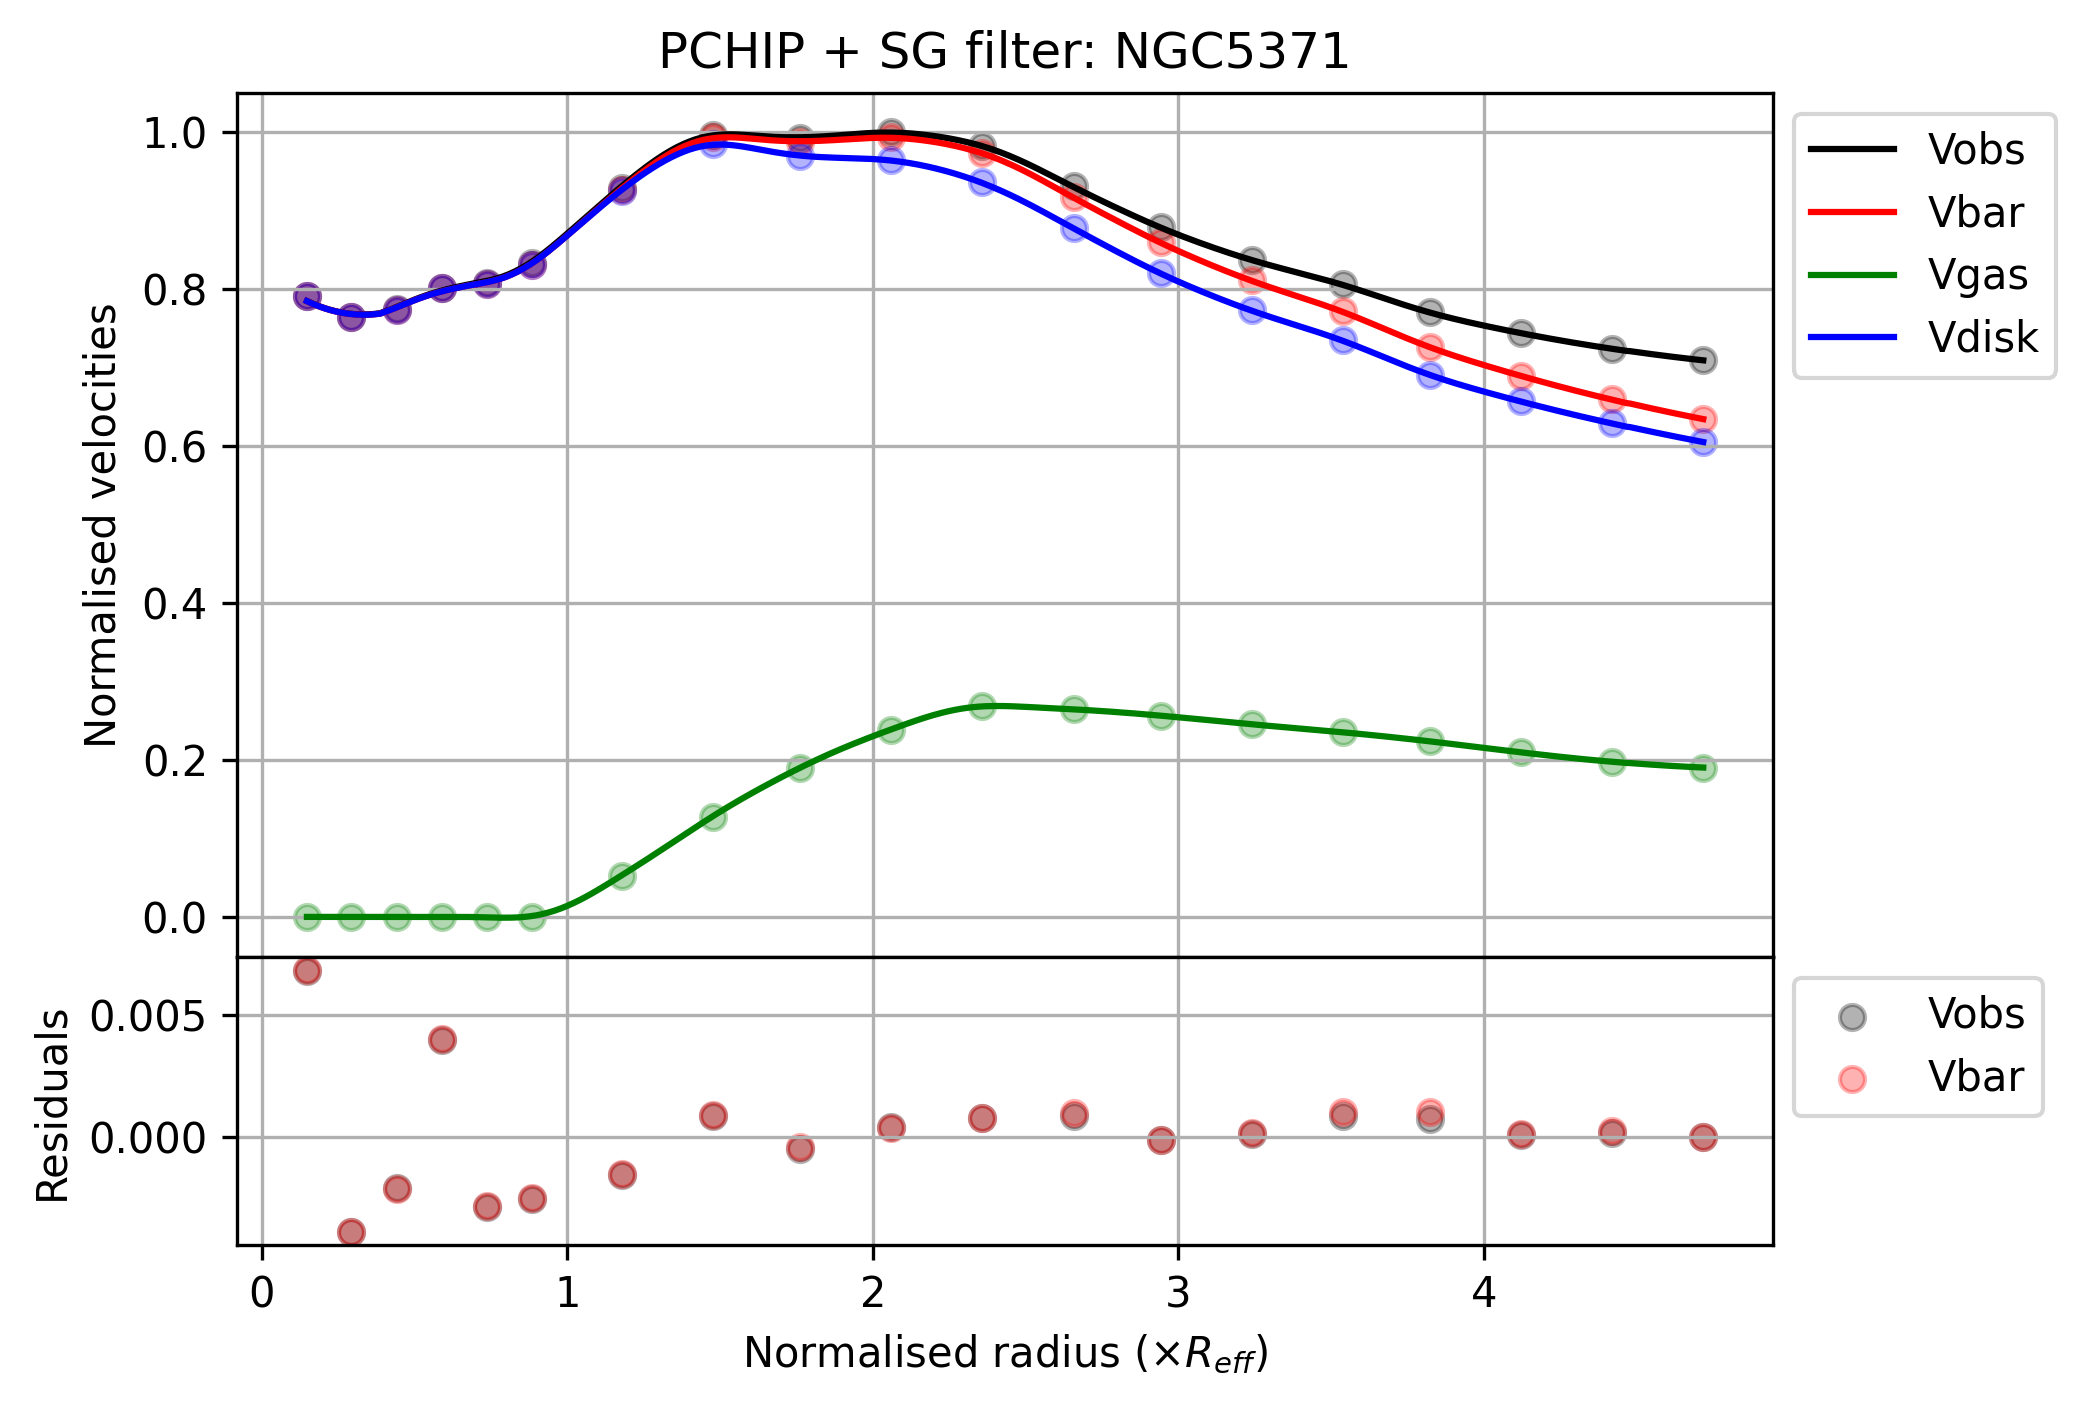 PCHIP + SG filter: NGC5371
Normalised velocities
1.0
0.8
0.6
0.4
0.2
0.0
Vobs
Vbar
Vgas
Vdisk
Residuals
0.005
0.000
Vobs
Vbar
0 1 2 3 4
Normalised radius (×R_eff)